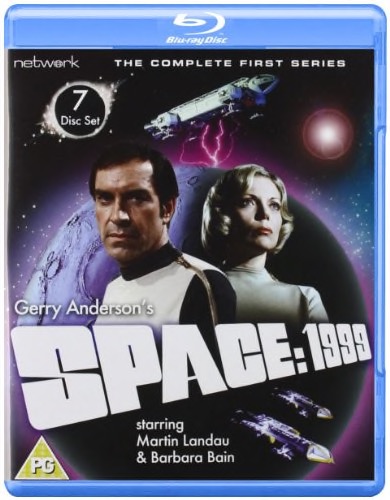 Blu-ray Disc
network
THE COMPLETE FIRST SERIES
7
Disc Set
Gerry Anderson's
SPACE: 1999
starring
Martin Landau
& Barbara Bain
PG